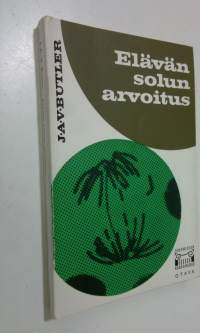 J.A.V. BUTLER
Elävän
solun
arvoitus
OTAVA